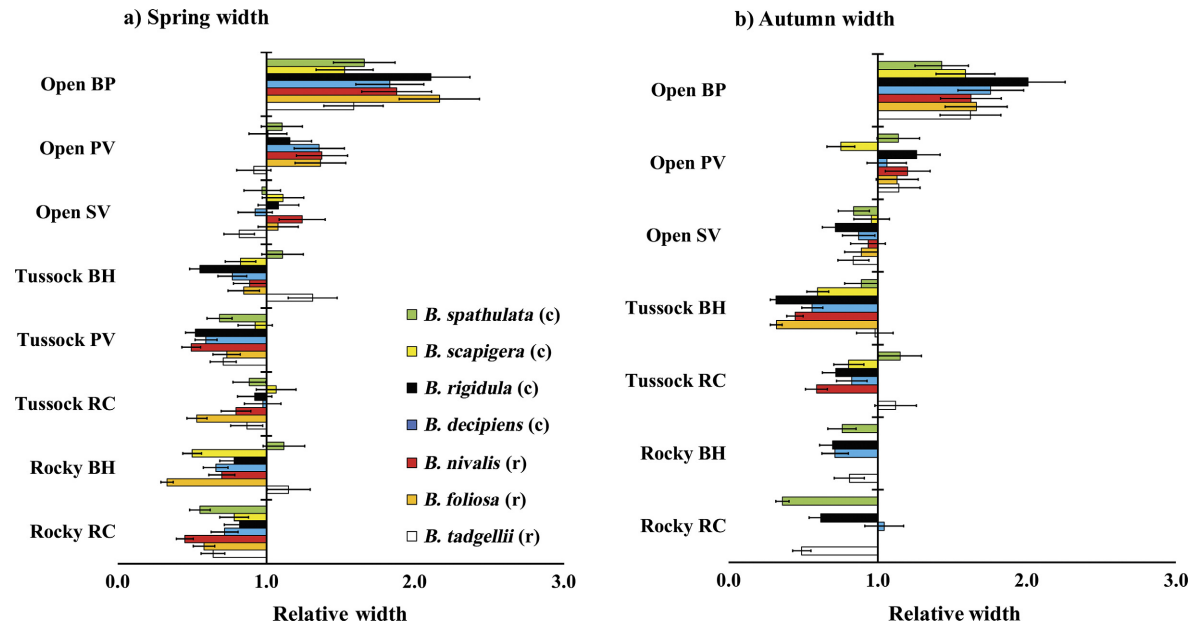 a) Spring width
Open BP
Open PV
Open SV
Tussock BH
Tussock PV
Tussock RC
Rocky BH
Rocky RC
B. spathulata (c)
B. scapigera (c)
B. rigidula (c)
B. decipiens (c)
B. nivalis (r)
B. foliosa (r)
B. tadgellii (r)
0.0 1.0 2.0 3.0
Relative width
b) Autumn width
Open BP
Open PV
Open SV
Tussock BH
Tussock RC
Rocky BH
Rocky RC
0.0 1.0 2.0 3.0
Relative width